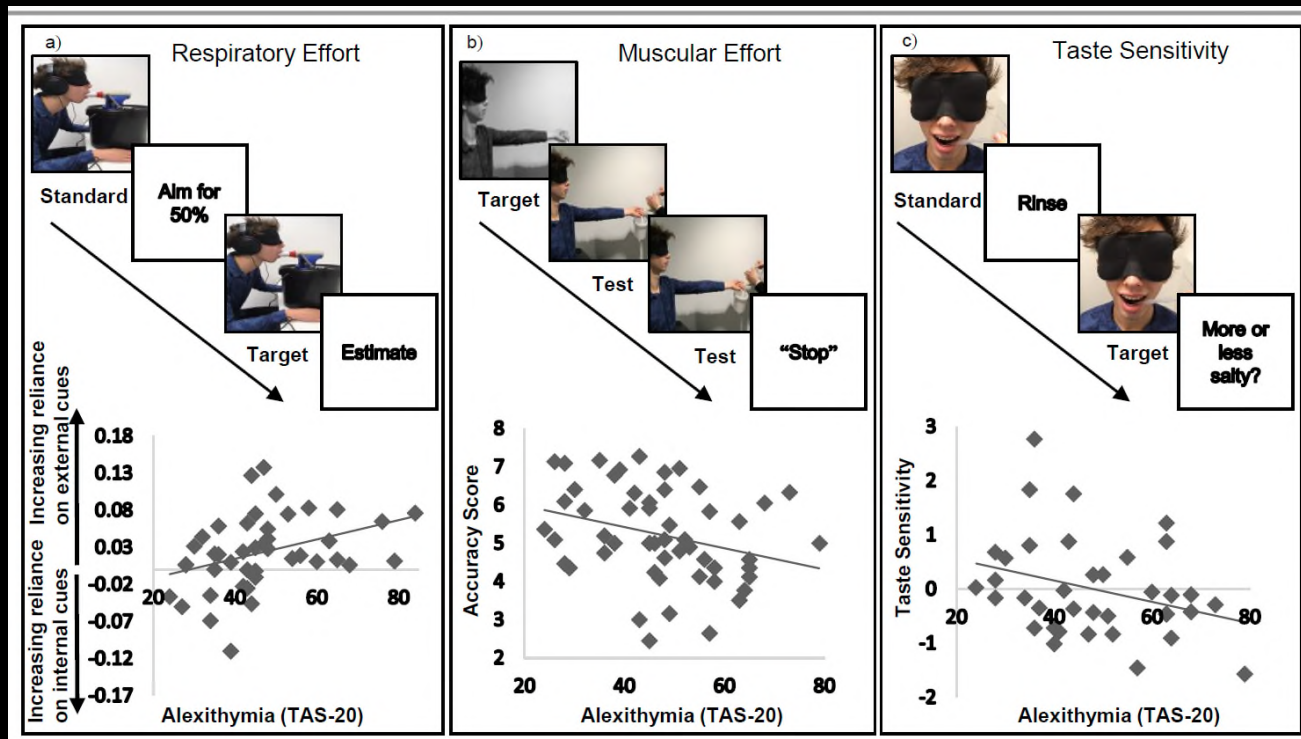 a)
Respiratory Effort
Standard
Aim for
50%
Target
Estimate
Increasing reliance
on external cues
Increasing reliance
on internal cues
0.18
0.13
0.08
0.03
-0.02
-0.07
-0.12
-0.17
20
40
60
80
Alexithymia (TAS-20)
b)
Muscular Effort
Target
Test
Test
“Stop”
Accuracy Score
8
7
6
5
4
3
2
20
40
60
80
Alexithymia (TAS-20)
c)
Taste Sensitivity
Standard
Rinse
Target
More or
less
salty?
Taste Sensitivity
3
2
1
0
-1
-2
20
40
60
80
Alexithymia (TAS-20)